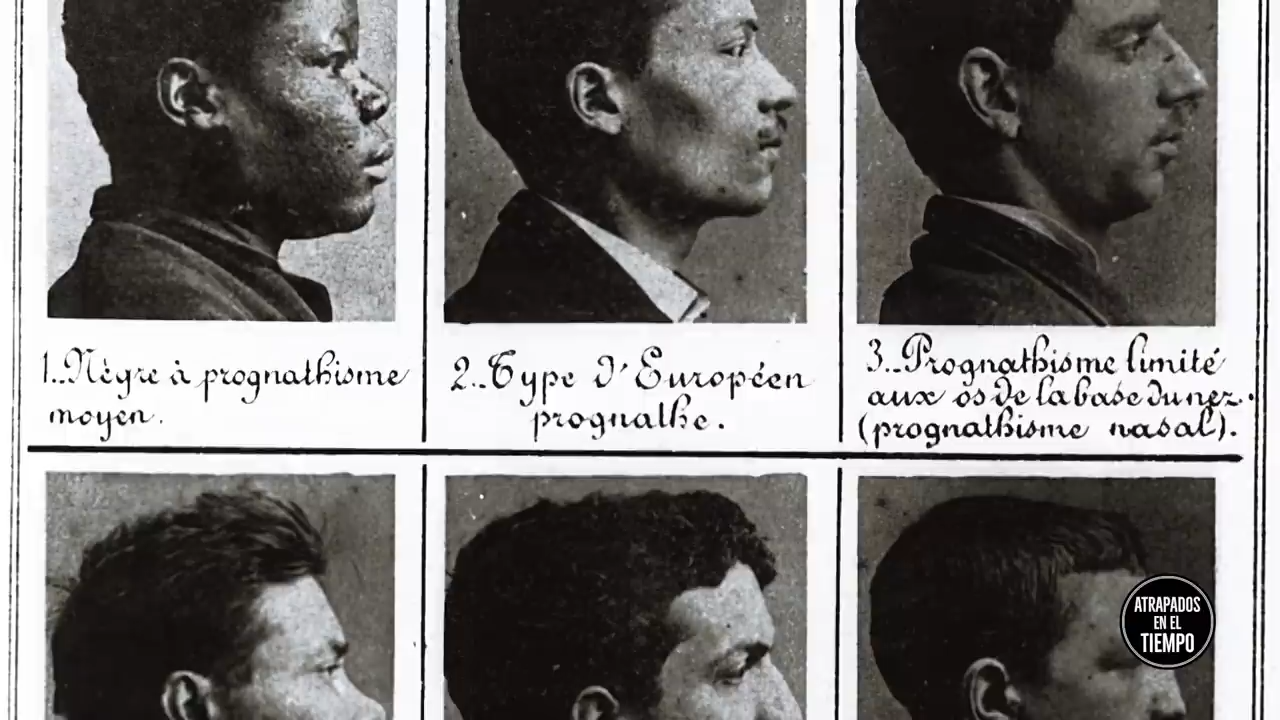 1..Nègre à prognathisme
moyen.
2..Type d'Européen
prognathe.
3..Prognathisme limité
aux os de la base du nez.
(prognathisme nasal).
ATRAPADOS
EN EL
TIEMPO